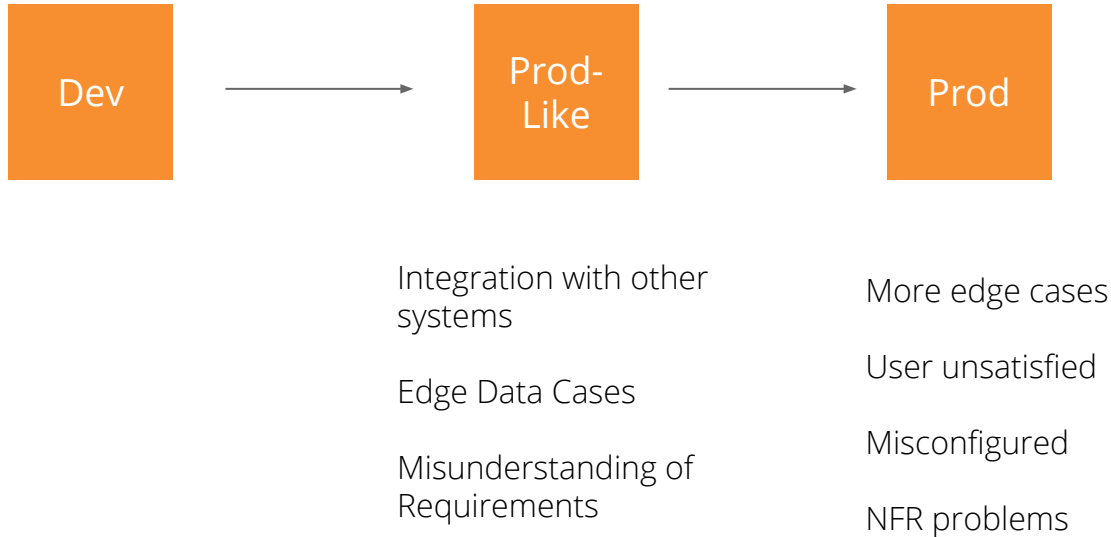 Dev
Prod-
Like
Prod
Integration with other
systems
Edge Data Cases
Misunderstanding of
Requirements
More edge cases
User unsatisfied
Misconfigured
NFR problems